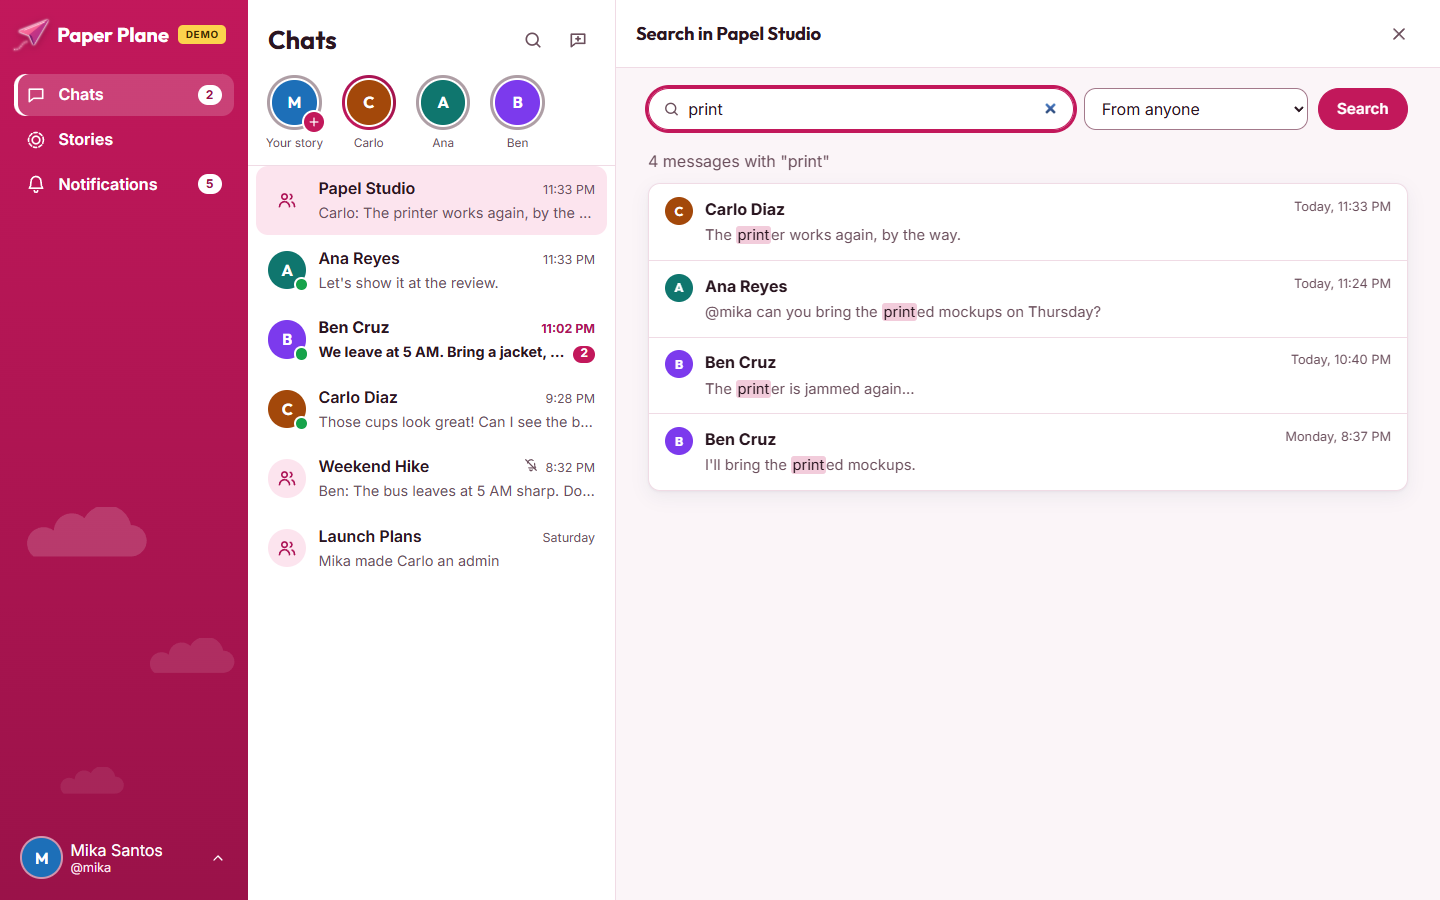 Paper Plane DEMO
Chats 2
Stories
Notifications 5
M Mika Santos
@mika
Chats
M C A B
Your story Carlo Ana Ben
Papel Studio 11:33 PM
Carlo: The printer works again, by the ...
A Ana Reyes 11:33 PM
Let's show it at the review.
B Ben Cruz 11:02 PM
We leave at 5 AM. Bring a jacket, ... 2
C Carlo Diaz 9:28 PM
Those cups look great! Can I see the b...
Weekend Hike 8:32 PM
Ben: The bus leaves at 5 AM sharp. Do...
Launch Plans Saturday
Mika made Carlo an admin
Search in Papel Studio
print From anyone Search
4 messages with "print"
C Carlo Diaz Today, 11:33 PM
The printer works again, by the way.
A Ana Reyes Today, 11:24 PM
@mika can you bring the printed mockups on Thursday?
B Ben Cruz Today, 10:40 PM
The printer is jammed again...
B Ben Cruz Monday, 8:37 PM
I'll bring the printed mockups.